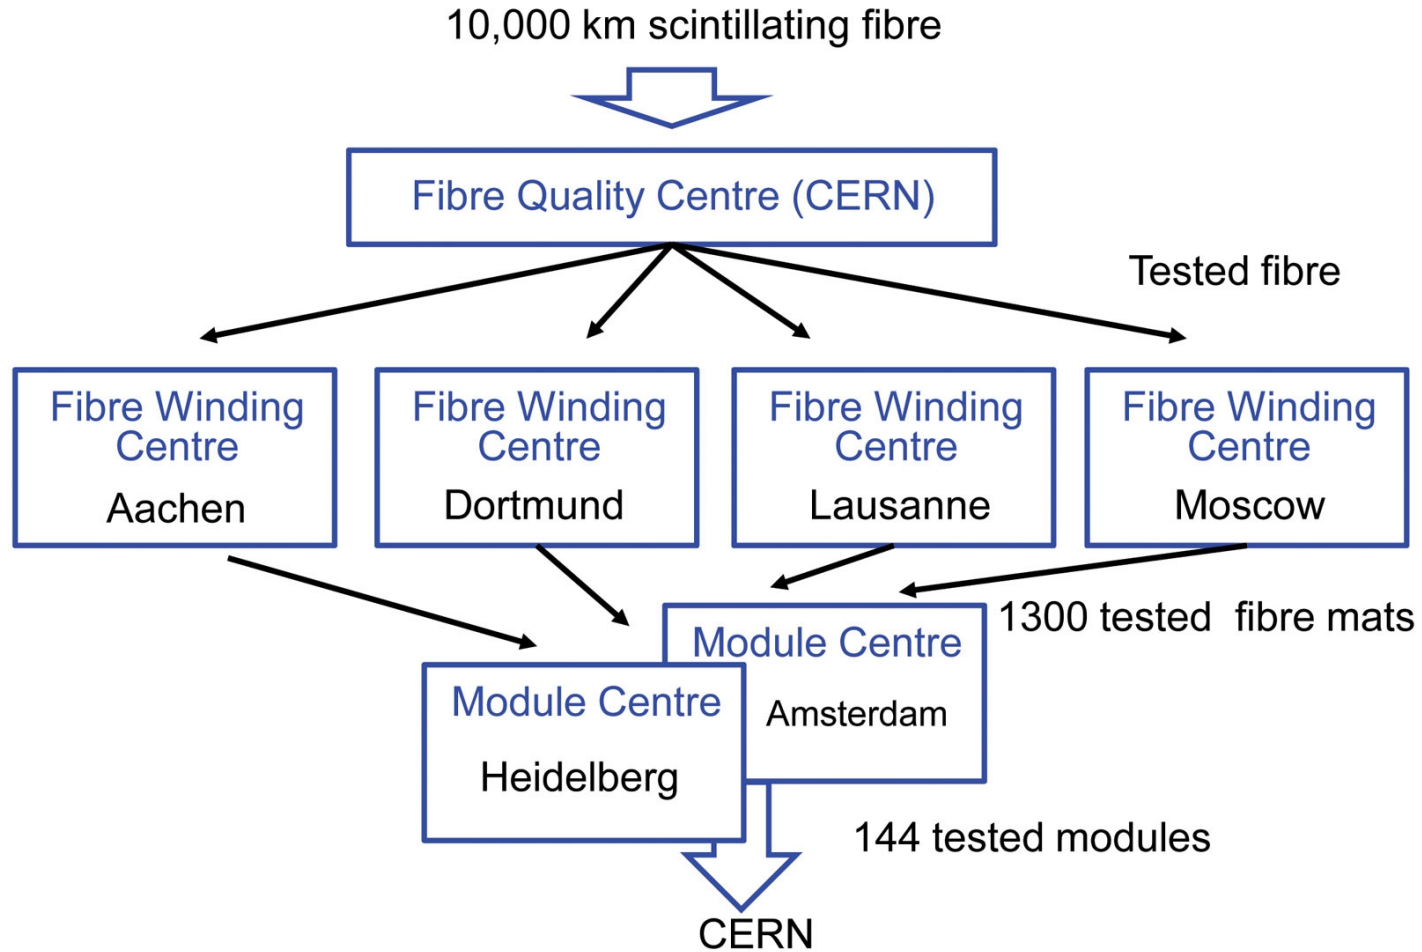 10,000 km scintillating fibre
Fibre Quality Centre (CERN)
Tested fibre
Fibre Winding
Centre
Aachen
Fibre Winding
Centre
Dortmund
Fibre Winding
Centre
Lausanne
Fibre Winding
Centre
Moscow
1300 tested fibre mats
Module Centre
Amsterdam
Module Centre
Heidelberg
144 tested modules
CERN